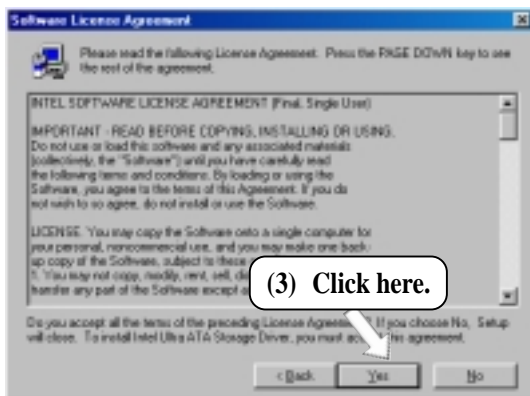 Software License Agreement
Please read the following License Agreement. Press the PAGE DOWN key to see
the rest of the agreement.
INTEL SOFTWARE LICENSE AGREEMENT (Final, Single User)
IMPORTANT - READ BEFORE COPYING, INSTALLING OR USING.
Do not use or load this software and any associated materials
(collectively, the "Software") until you have carefully read
the following terms and conditions. By loading or using the
Software, you agree to the terms of this Agreement. If you do
not wish to so agree, do not install or use the Software.
LICENSE. You may copy the Software onto a single computer for
your personal, noncommercial use, and you may make one back-
up copy of the Software, subject to these
1. You may not copy, modify, rent, sell,
transfer any part of the Software except
(3) Click here.
Do you accept all the terms of the preceding License Agreement? If you choose No, Setup
will close. To install Intel Ultra ATA Storage Driver, you must accept this agreement.
< Back
Yes
No